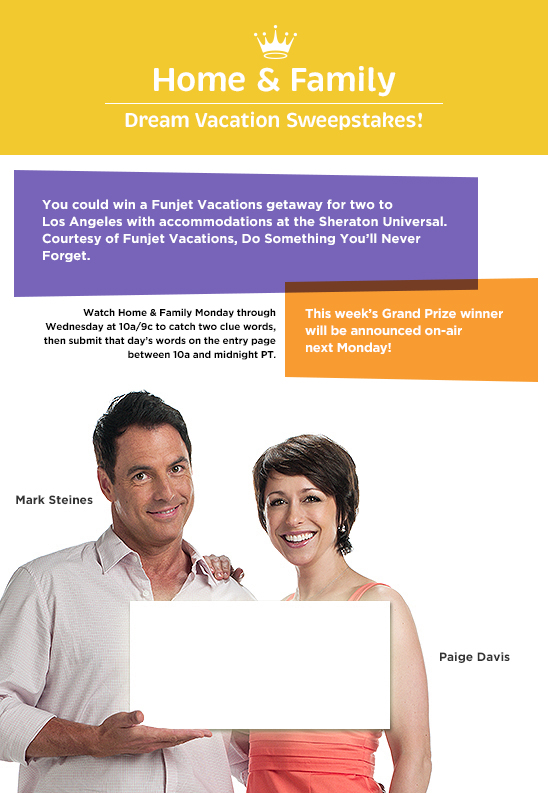 Home & Family
Dream Vacation Sweepstakes!
You could win a Funjet Vacations getaway for two to
Los Angeles with accommodations at the Sheraton Universal.
Courtesy of Funjet Vacations, Do Something You'll Never
Forget.
Watch Home & Family Monday through
Wednesday at 10a/9c to catch two clue words,
then submit that day's words on the entry page
between 10a and midnight PT.
This week's Grand Prize winner
will be announced on-air
next Monday!
Mark Steines
Paige Davis